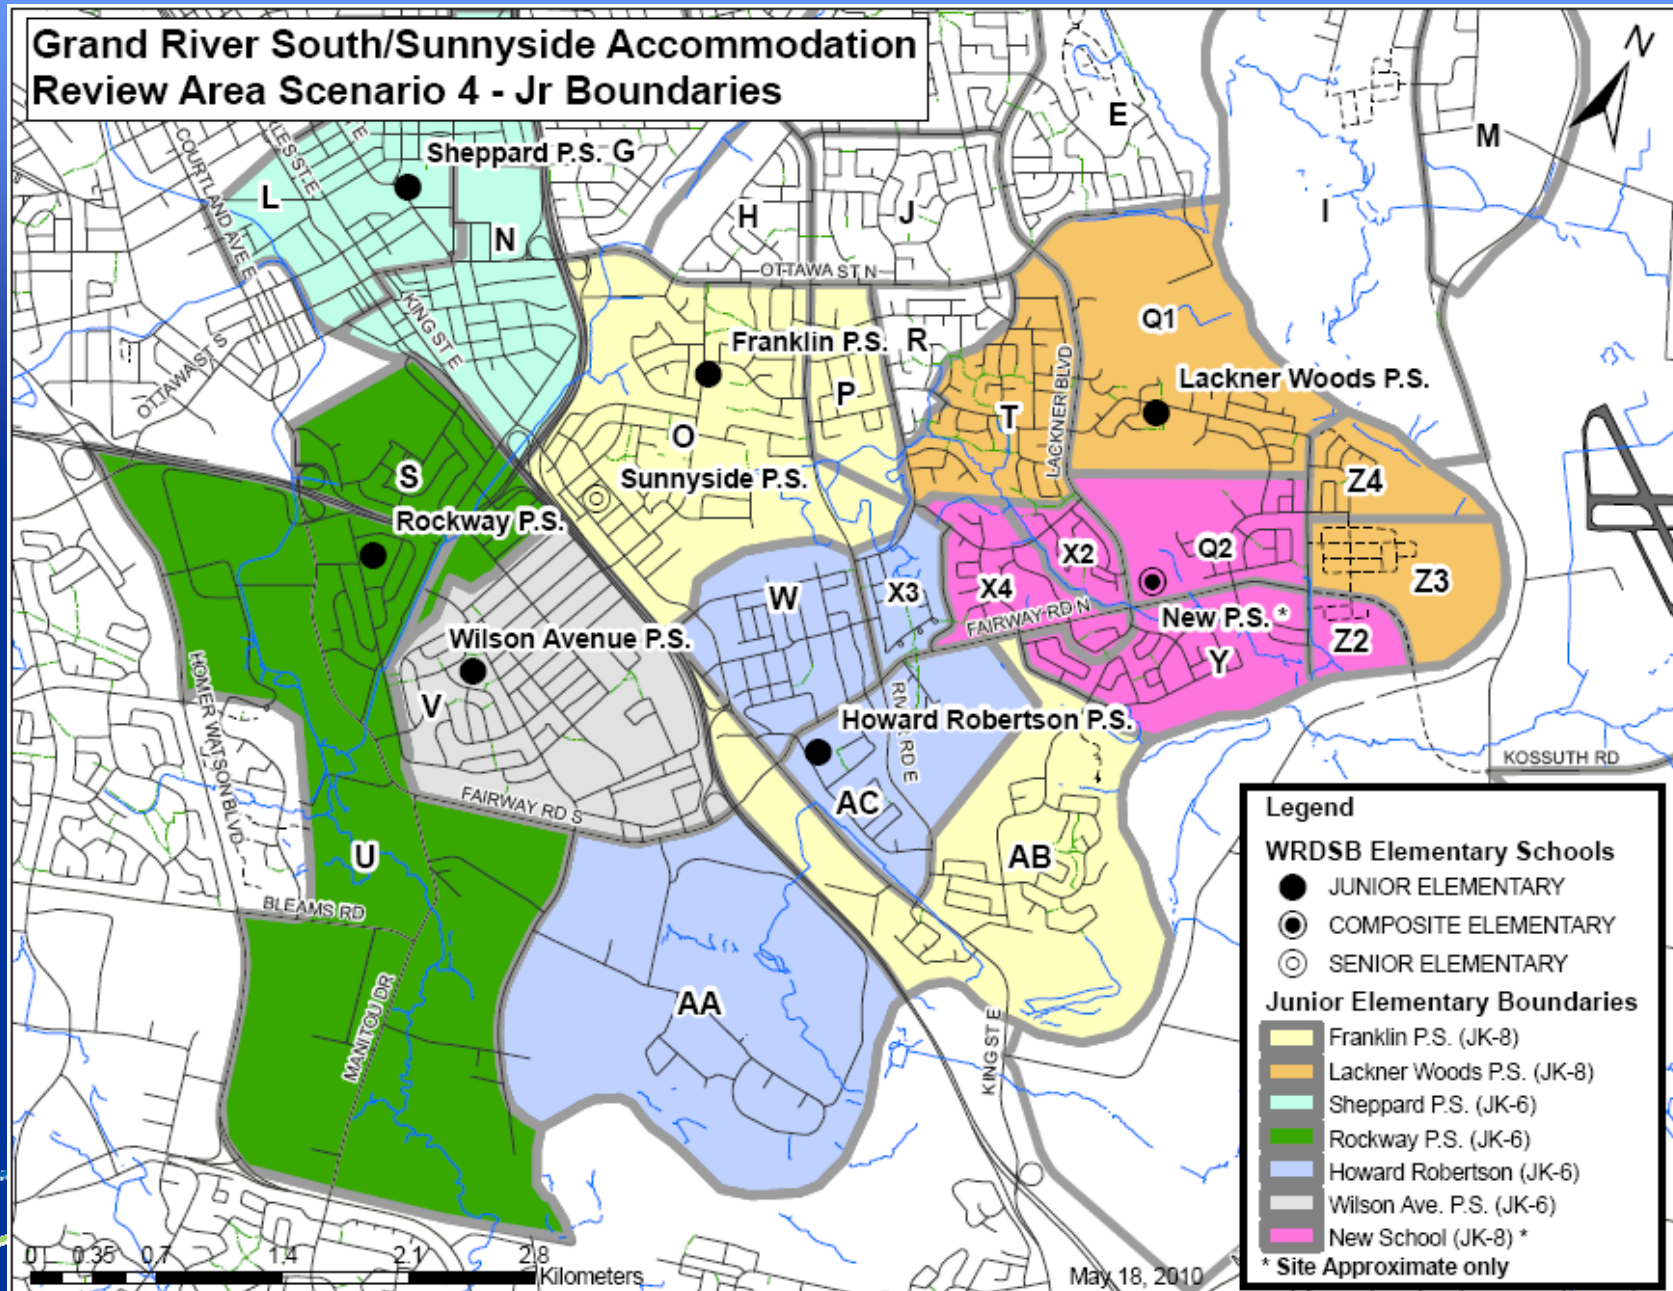 Grand River South/Sunnyside Accommodation
Review Area Scenario 4 - Jr Boundaries
N
E
M
COURTLAND AVE E
Sheppard P.S.
G
L
N
H
J
I
OTTAWA ST N
KING ST E
Q1
OTTAWA ST S
Franklin P.S.
R
LACKNER BLVD
Lackner Woods P.S.
P
T
O
S
Sunnyside P.S.
Z4
Rockway P.S.
X2
Q2
Z3
W
X3
X4
FAIRWAY RD N
New P.S. *
Z2
Wilson Avenue P.S.
Y
HOMER WATSON BLVD
V
RIVER RD E
Howard Robertson P.S.
KOSSUTH RD
FAIRWAY RD S
AC
U
AB
BLEAMS RD
AA
MANITOU DR
KING ST E
Legend
WRDSB Elementary Schools
JUNIOR ELEMENTARY
COMPOSITE ELEMENTARY
SENIOR ELEMENTARY
Junior Elementary Boundaries
Franklin P.S. (JK-8)
Lackner Woods P.S. (JK-8)
Sheppard P.S. (JK-6)
Rockway P.S. (JK-6)
Howard Robertson (JK-6)
Wilson Ave. P.S. (JK-6)
New School (JK-8) *
* Site Approximate only
0 0.35 0.7 1.4 2.1 2.8
Kilometers
May 18, 2010